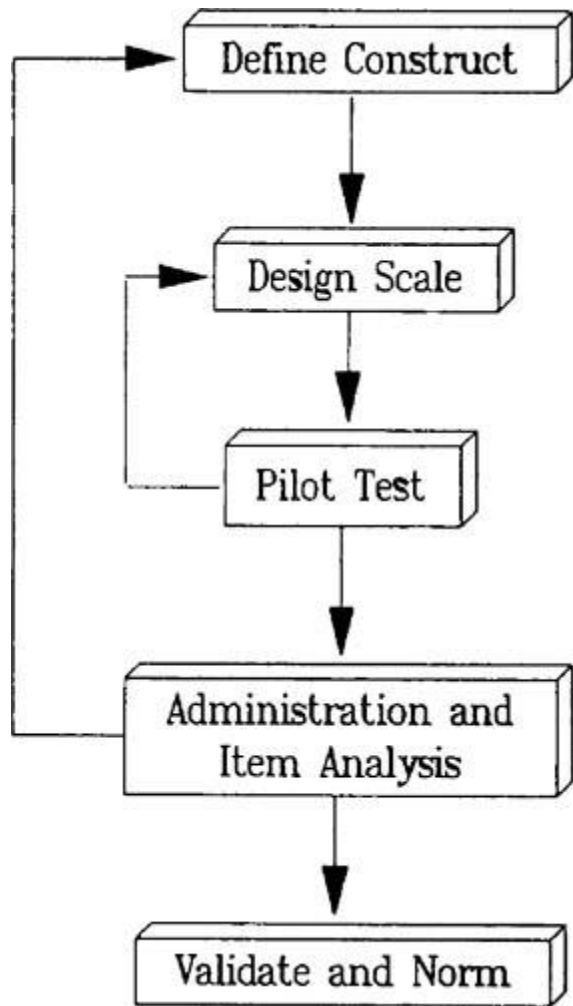 Define Construct
Design Scale
Pilot Test
Administration and
Item Analysis
Validate and Norm